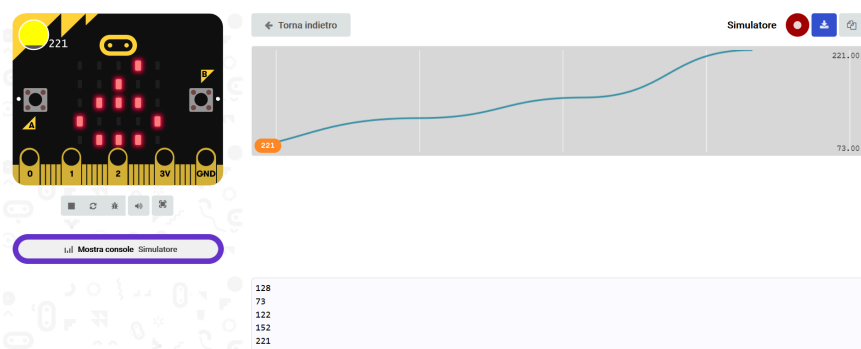 Torna indietro
Simulatore
221
B
A
0 1 2 3V GND
221.00
221
73.00
Mostra console Simulatore
128
73
122
152
221